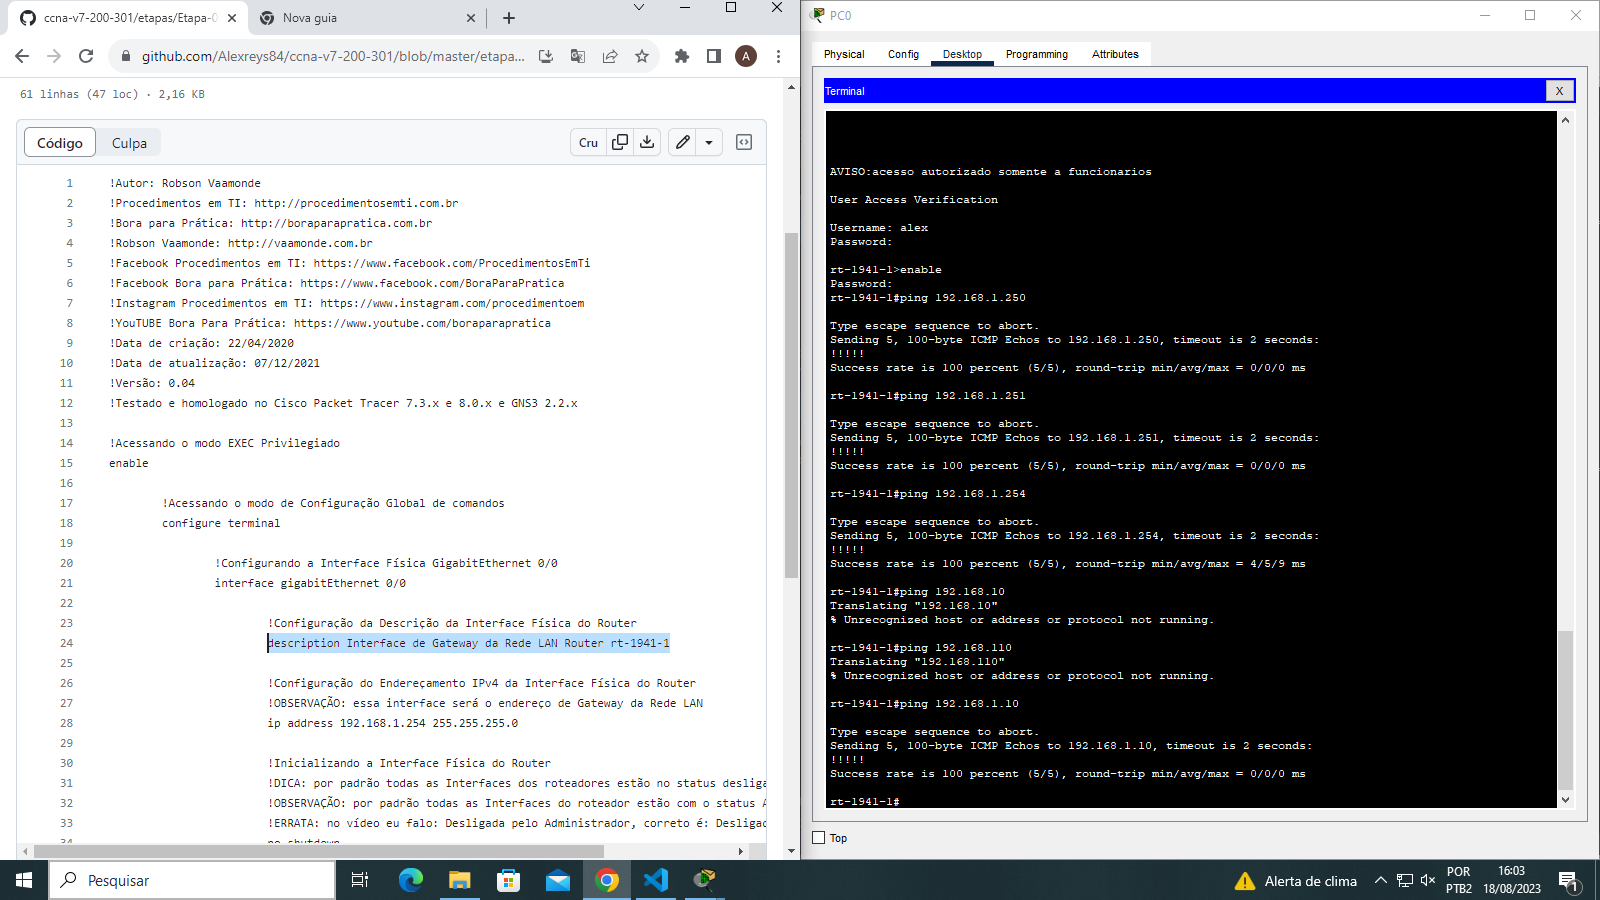 ccna-v7-200-301/etapas/Etapa-0
Nova guia
github.com/Alexreys84/ccna-v7-200-301/blob/master/etapa...
A
61 linhas (47 loc) · 2,16 KB
Código
Culpa
Cru
1 !Autor: Robson Vaamonde
2 !Procedimentos em TI: http://procedimentosemti.com.br
3 !Bora para Prática: http://boraparapratica.com.br
4 !Robson Vaamonde: http://vaamonde.com.br
5 !Facebook Procedimentos em TI: https://www.facebook.com/ProcedimentosEmTi
6 !Facebook Bora para Prática: https://www.facebook.com/BoraParaPratica
7 !Instagram Procedimentos em TI: https://www.instagram.com/procedimentoem
8 !YouTUBE Bora Para Prática: https://www.youtube.com/boraparapratica
9 !Data de criação: 22/04/2020
10 !Data de atualização: 07/12/2021
11 !Versão: 0.04
12 !Testado e homologado no Cisco Packet Tracer 7.3.x e 8.0.x e GNS3 2.2.x
13
14 !Acessando o modo EXEC Privilegiado
15 enable
16
17 !Acessando o modo de Configuração Global de comandos
18 configure terminal
19
20 !Configurando a Interface Física GigabitEthernet 0/0
21 interface gigabitEthernet 0/0
22
23 !Configuração da Descrição da Interface Física do Router
24 description Interface de Gateway da Rede LAN Router rt-1941-1
25
26 !Configuração do Endereçamento IPv4 da Interface Física do Router
27 !OBSERVAÇÃO: essa interface será o endereço de Gateway da Rede LAN
28 ip address 192.168.1.254 255.255.255.0
29
30 !Inicializando a Interface Física do Router
31 !DICA: por padrão todas as Interfaces dos roteadores estão no status desliga
32 !OBSERVAÇÃO: por padrão todas as Interfaces do roteador estão com o status A
33 !ERRATA: no vídeo eu falo: Desligada pelo Administrador, correto é: Desligad
34 no shutdown
PC0
Physical
Config
Desktop
Programming
Attributes
Terminal
X
AVISO:acesso autorizado somente a funcionarios
User Access Verification
Username: alex
Password:
rt-1941-1>enable
Password:
rt-1941-1#ping 192.168.1.250
Type escape sequence to abort.
Sending 5, 100-byte ICMP Echos to 192.168.1.250, timeout is 2 seconds:
!!!!!
Success rate is 100 percent (5/5), round-trip min/avg/max = 0/0/0 ms
rt-1941-1#ping 192.168.1.251
Type escape sequence to abort.
Sending 5, 100-byte ICMP Echos to 192.168.1.251, timeout is 2 seconds:
!!!!!
Success rate is 100 percent (5/5), round-trip min/avg/max = 0/0/0 ms
rt-1941-1#ping 192.168.1.254
Type escape sequence to abort.
Sending 5, 100-byte ICMP Echos to 192.168.1.254, timeout is 2 seconds:
!!!!!
Success rate is 100 percent (5/5), round-trip min/avg/max = 4/5/9 ms
rt-1941-1#ping 192.168.10
Translating "192.168.10"
% Unrecognized host or address or protocol not running.
rt-1941-1#ping 192.168.110
Translating "192.168.110"
% Unrecognized host or address or protocol not running.
rt-1941-1#ping 192.168.1.10
Type escape sequence to abort.
Sending 5, 100-byte ICMP Echos to 192.168.1.10, timeout is 2 seconds:
!!!!!
Success rate is 100 percent (5/5), round-trip min/avg/max = 0/0/0 ms
rt-1941-1#
Top
Pesquisar
Alerta de clima
POR
PTB2
16:03
18/08/2023
1